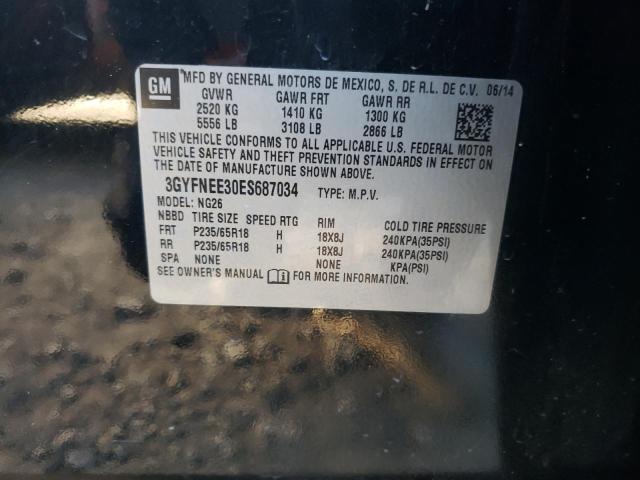 GM
MFD BY GENERAL MOTORS DE MEXICO, S. DE R.L. DE C.V. 06/14
GVWR GAWR FRT GAWR RR
2520 KG 1410 KG 1300 KG
5556 LB 3108 LB 2866 LB
THIS VEHICLE CONFORMS TO ALL APPLICABLE U.S. FEDERAL MOTOR
VEHICLE SAFETY AND THEFT PREVENTION STANDARDS IN EFFECT ON
THE DATE OF MANUFACTURE SHOWN ABOVE.
3GYFNEE30ES687034 TYPE: M.P.V.
MODEL: NG26
NBBD TIRE SIZE SPEED RTG RIM COLD TIRE PRESSURE
FRT P235/65R18 H 18X8J 240KPA(35PSI)
RR P235/65R18 H 18X8J 240KPA(35PSI)
SPA NONE NONE KPA(PSI)
SEE OWNER'S MANUAL FOR MORE INFORMATION